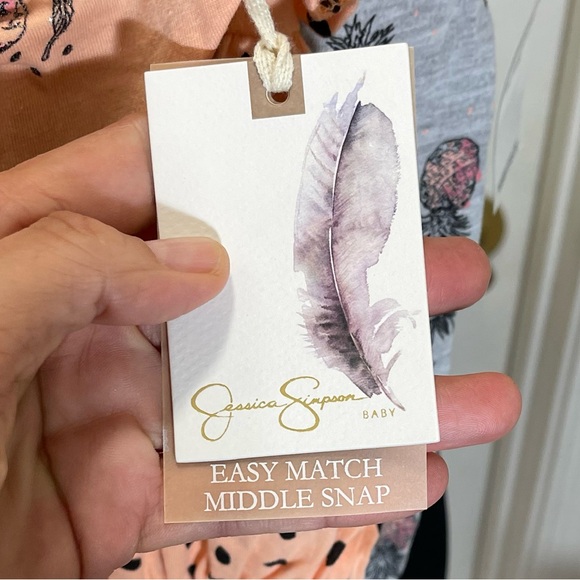 Jessica Simpson
BABY
EASY MATCH
MIDDLE SNAP